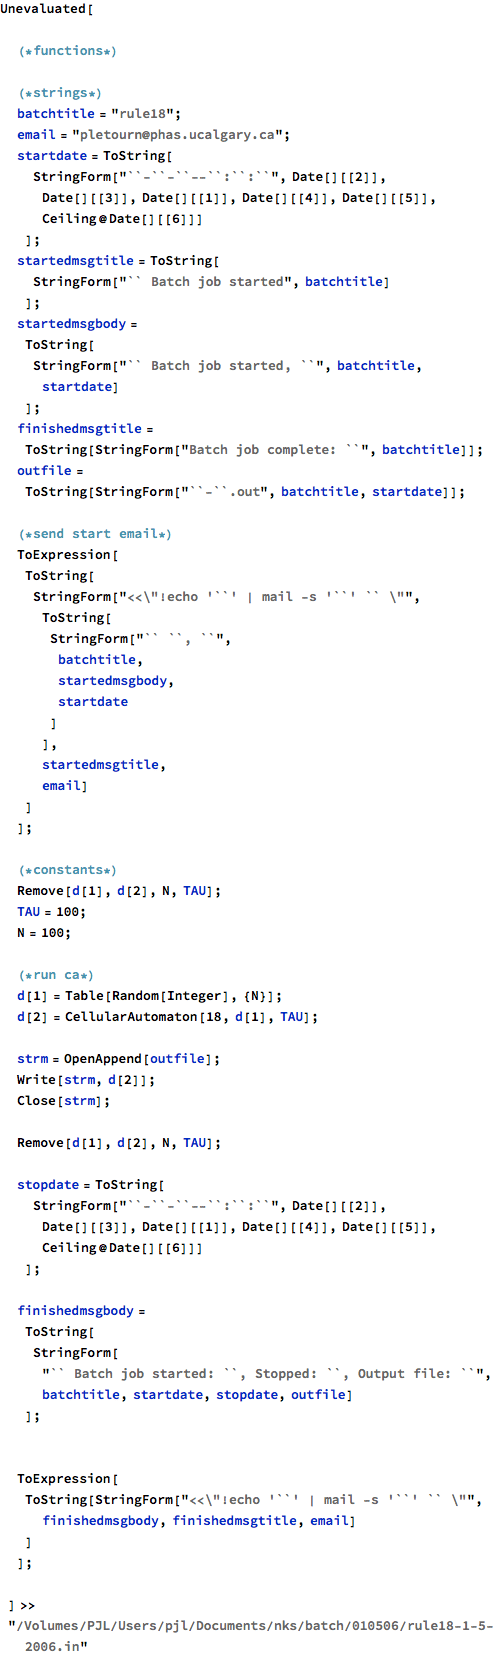 Unevaluated[
(*functions*)
(*strings*)
batchtitle = "rule18";
email = "pletourn@phas.ucalgary.ca";
startdate = ToString[
StringForm["``-``-``--``:``:``", Date[][[2]],
Date[][[3]], Date[][[1]], Date[][[4]], Date[][[5]],
Ceiling@Date[][[6]]]
];
startedmsgtitle = ToString[
StringForm["`` Batch job started", batchtitle]
];
startedmsgbody =
ToString[
StringForm["`` Batch job started, ``", batchtitle,
startdate]
];
finishedmsgtitle =
ToString[StringForm["Batch job complete: ``", batchtitle]];
outfile =
ToString[StringForm["``-``.out", batchtitle, startdate]];
(*send start email*)
ToExpression[
ToString[
StringForm["<<\"!echo '``' | mail -s '``' `` \"",
ToString[
StringForm["`` ``, ``",
batchtitle,
startedmsgbody,
startdate
]
],
startedmsgtitle,
email]
]
];
(*constants*)
Remove[d[1], d[2], N, TAU];
TAU = 100;
N = 100;
(*run ca*)
d[1] = Table[Random[Integer], {N}];
d[2] = CellularAutomaton[18, d[1], TAU];
strm = OpenAppend[outfile];
Write[strm, d[2]];
Close[strm];
Remove[d[1], d[2], N, TAU];
stopdate = ToString[
StringForm["``-``-``--``:``:``", Date[][[2]],
Date[][[3]], Date[][[1]], Date[][[4]], Date[][[5]],
Ceiling@Date[][[6]]]
];
finishedmsgbody =
ToString[
StringForm[
"`` Batch job started: ``, Stopped: ``, Output file: ``",
batchtitle, startdate, stopdate, outfile]
];
ToExpression[
ToString[StringForm["<<\"!echo '``' | mail -s '``' `` \"",
finishedmsgbody, finishedmsgtitle, email]
]
];
] >>
"/Volumes/PJL/Users/pjl/Documents/nks/batch/010506/rule18-1-5-
2006.in"